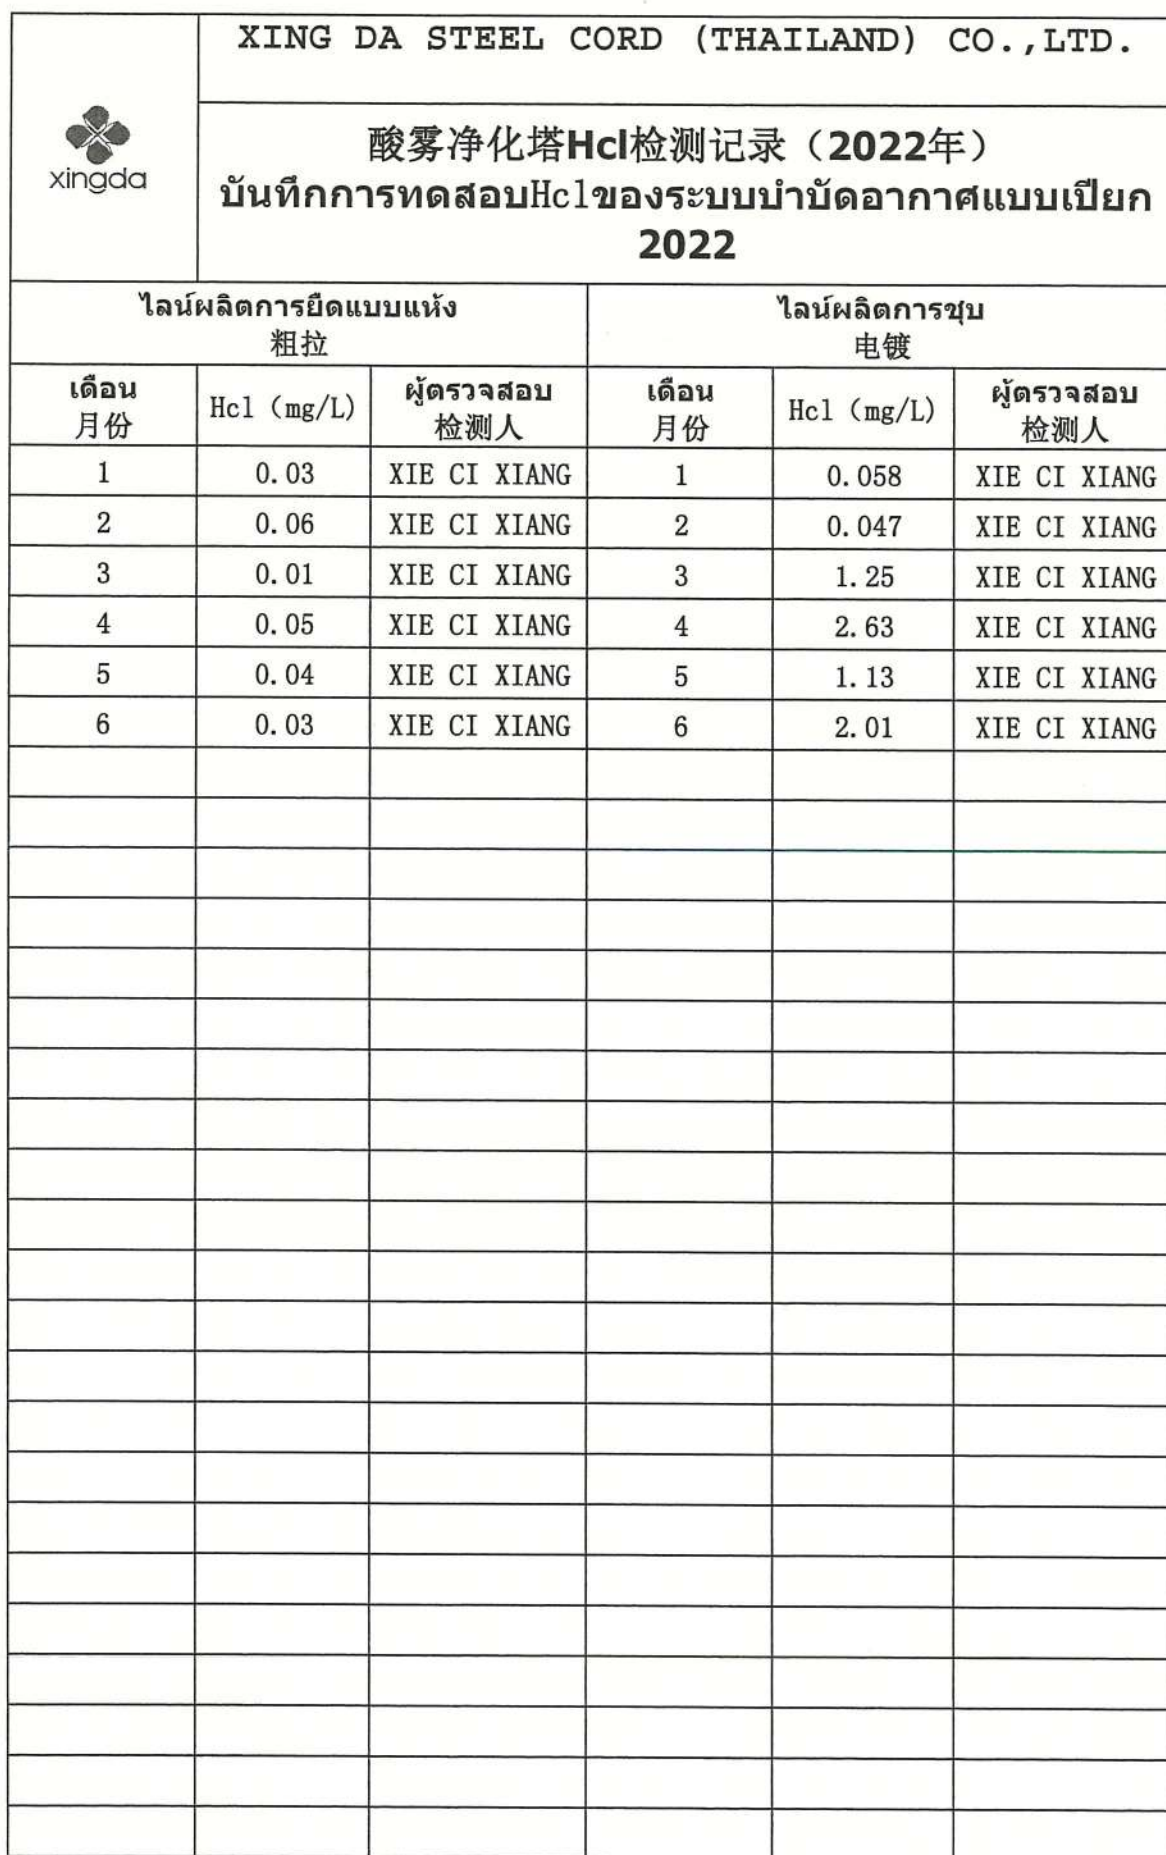 XING DA STEEL CORD (THAILAND) CO.,LTD.
xingda
酸雾净化塔Hcl检测记录（2022年）
บันทึกการทดสอบHclของระบบบำบัดอากาศแบบเปียก
2022
ไลน์ผลิตการยืดแบบแห้ง ไลน์ผลิตการชุบ
粗拉 电镀
เดือน Hcl（mg/L） ผู้ตรวจสอบ เดือน Hcl（mg/L） ผู้ตรวจสอบ
月份 检测人 月份 检测人
1 0.03 XIE CI XIANG 1 0.058 XIE CI XIANG
2 0.06 XIE CI XIANG 2 0.047 XIE CI XIANG
3 0.01 XIE CI XIANG 3 1.25 XIE CI XIANG
4 0.05 XIE CI XIANG 4 2.63 XIE CI XIANG
5 0.04 XIE CI XIANG 5 1.13 XIE CI XIANG
6 0.03 XIE CI XIANG 6 2.01 XIE CI XIANG